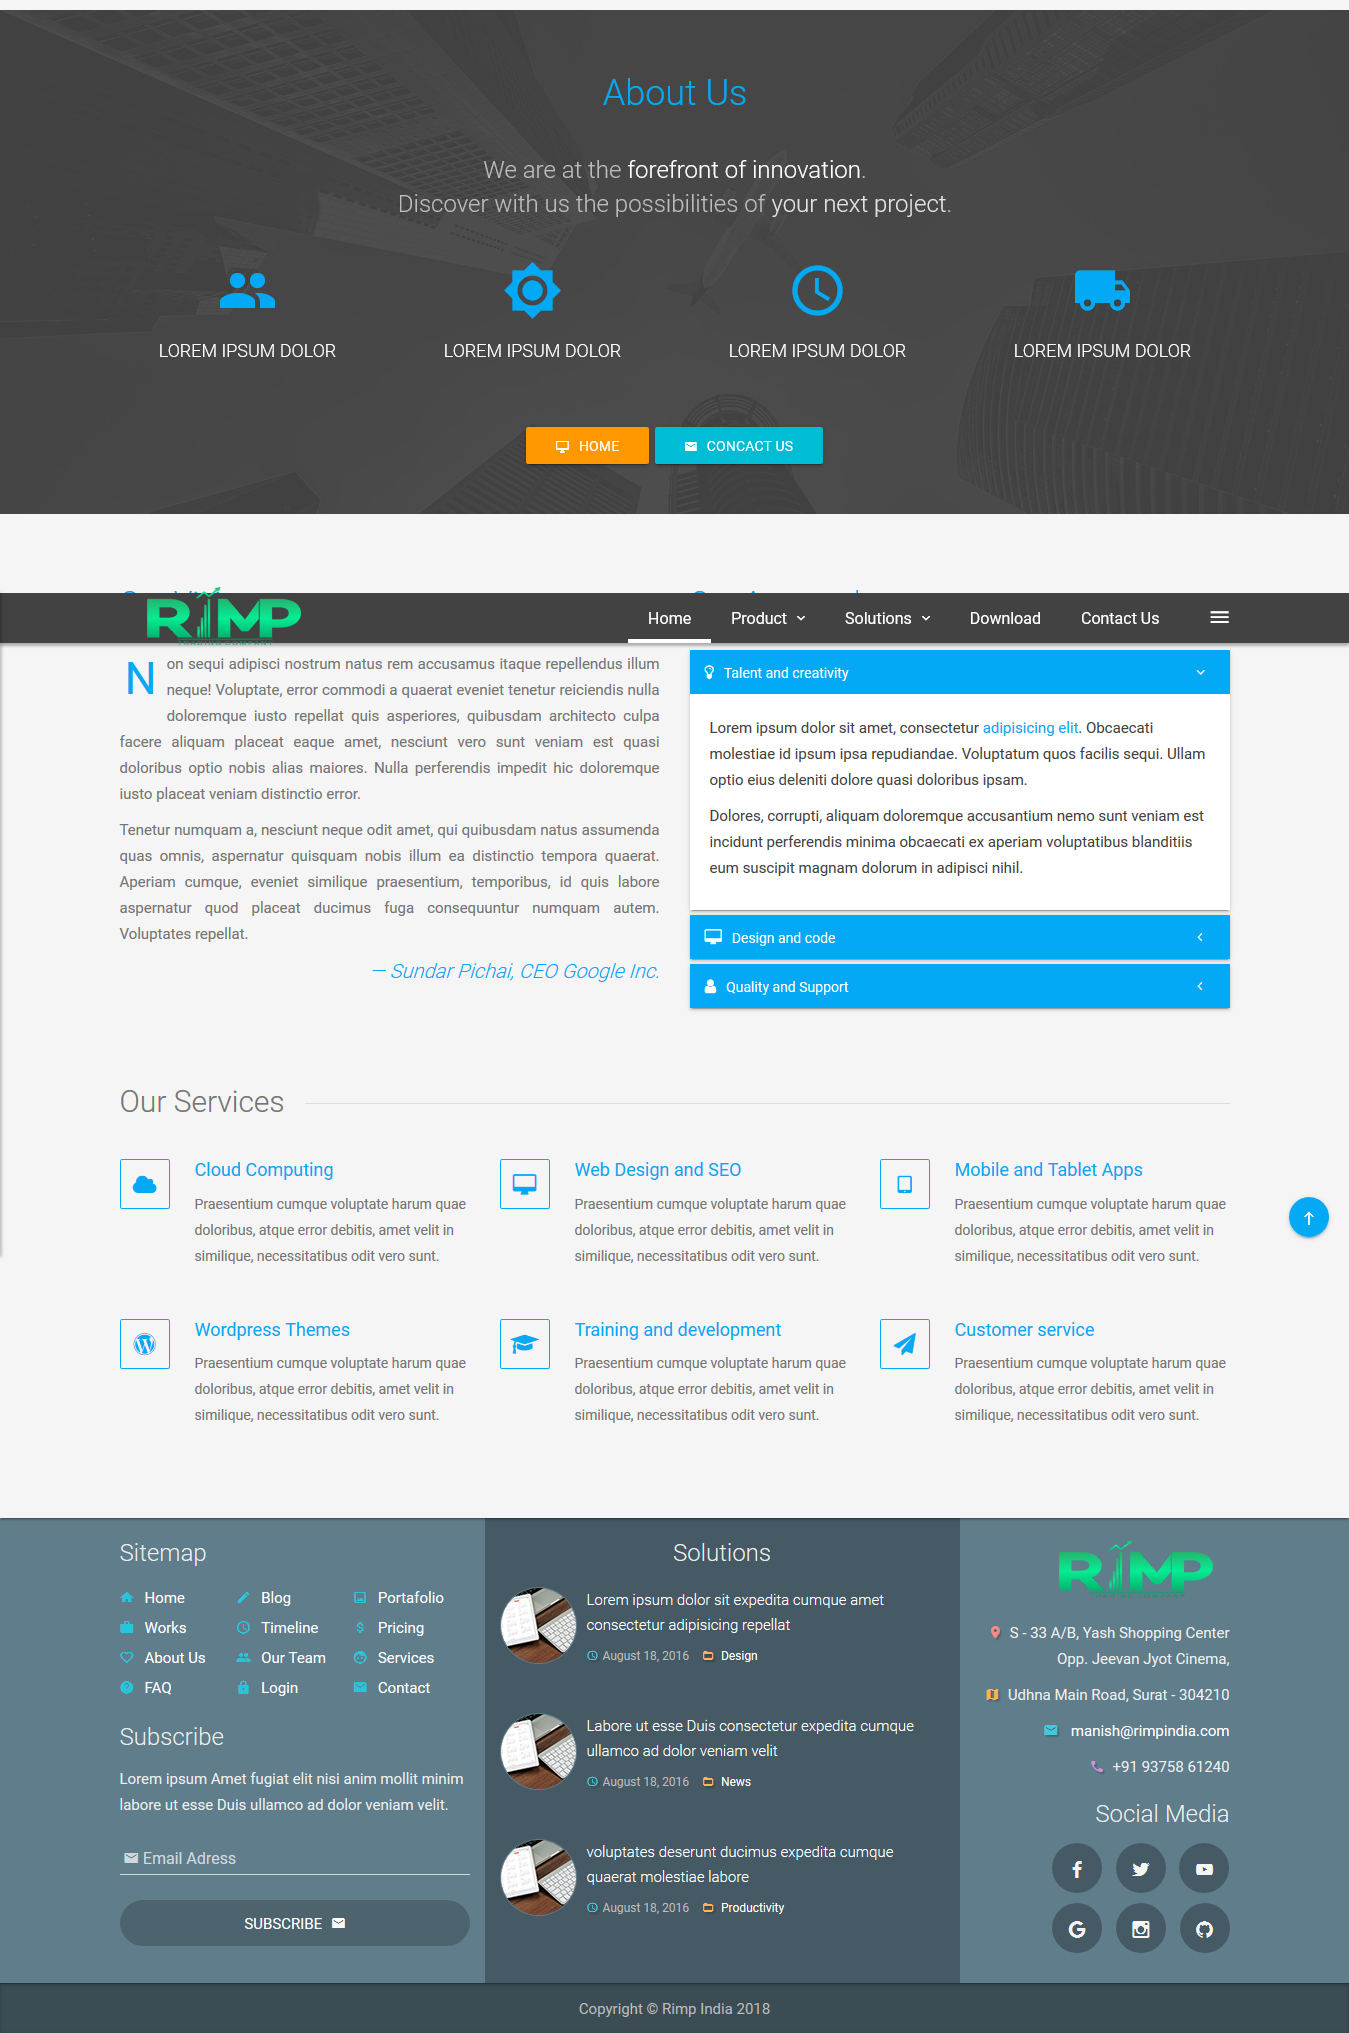 About Us
We are at the forefront of innovation.
Discover with us the possibilities of your next project.
LOREM IPSUM DOLOR
LOREM IPSUM DOLOR
LOREM IPSUM DOLOR
LOREM IPSUM DOLOR
HOME
CONCACT US
RIMP
Home
Product
Solutions
Download
Contact Us
Non sequi adipisci nostrum natus rem accusamus itaque repellendus illum
neque! Voluptate, error commodi a quaerat eveniet tenetur reiciendis nulla
doloremque iusto repellat quis asperiores, quibusdam architecto culpa
facere aliquam placeat eaque amet, nesciunt vero sunt veniam est quasi
doloribus optio nobis alias maiores. Nulla perferendis impedit hic doloremque
iusto placeat veniam distinctio error.
Tenetur numquam a, nesciunt neque odit amet, qui quibusdam natus assumenda
quas omnis, aspernatur quisquam nobis illum ea distinctio tempora quaerat.
Aperiam cumque, eveniet similique praesentium, temporibus, id quis labore
aspernatur quod placeat ducimus fuga consequuntur numquam autem.
Voluptates repellat.
— Sundar Pichai, CEO Google Inc.
Talent and creativity
Lorem ipsum dolor sit amet, consectetur adipisicing elit. Obcaecati
molestiae id ipsum ipsa repudiandae. Voluptatum quos facilis sequi. Ullam
optio eius deleniti dolore quasi doloribus ipsam.
Dolores, corrupti, aliquam doloremque accusantium nemo sunt veniam est
incidunt perferendis minima obcaecati ex aperiam voluptatibus blanditiis
eum suscipit magnam dolorum in adipisci nihil.
Design and code
Quality and Support
Our Services
Cloud Computing
Praesentium cumque voluptate harum quae
doloribus, atque error debitis, amet velit in
similique, necessitatibus odit vero sunt.
Web Design and SEO
Praesentium cumque voluptate harum quae
doloribus, atque error debitis, amet velit in
similique, necessitatibus odit vero sunt.
Mobile and Tablet Apps
Praesentium cumque voluptate harum quae
doloribus, atque error debitis, amet velit in
similique, necessitatibus odit vero sunt.
Wordpress Themes
Praesentium cumque voluptate harum quae
doloribus, atque error debitis, amet velit in
similique, necessitatibus odit vero sunt.
Training and development
Praesentium cumque voluptate harum quae
doloribus, atque error debitis, amet velit in
similique, necessitatibus odit vero sunt.
Customer service
Praesentium cumque voluptate harum quae
doloribus, atque error debitis, amet velit in
similique, necessitatibus odit vero sunt.
Sitemap
Home
Blog
Portafolio
Works
Timeline
Pricing
About Us
Our Team
Services
FAQ
Login
Contact
Subscribe
Lorem ipsum Amet fugiat elit nisi anim mollit minim
labore ut esse Duis ullamco ad dolor veniam velit.
Email Adress
SUBSCRIBE
Solutions
Lorem ipsum dolor sit expedita cumque amet
consectetur adipisicing repellat
August 18, 2016 Design
Labore ut esse Duis consectetur expedita cumque
ullamco ad dolor veniam velit
August 18, 2016 News
voluptates deserunt ducimus expedita cumque
quaerat molestiae labore
August 18, 2016 Productivity
RIMP
S - 33 A/B, Yash Shopping Center
Opp. Jeevan Jyot Cinema,
Udhna Main Road, Surat - 304210
manish@rimpindia.com
+91 93758 61240
Social Media
Copyright © Rimp India 2018